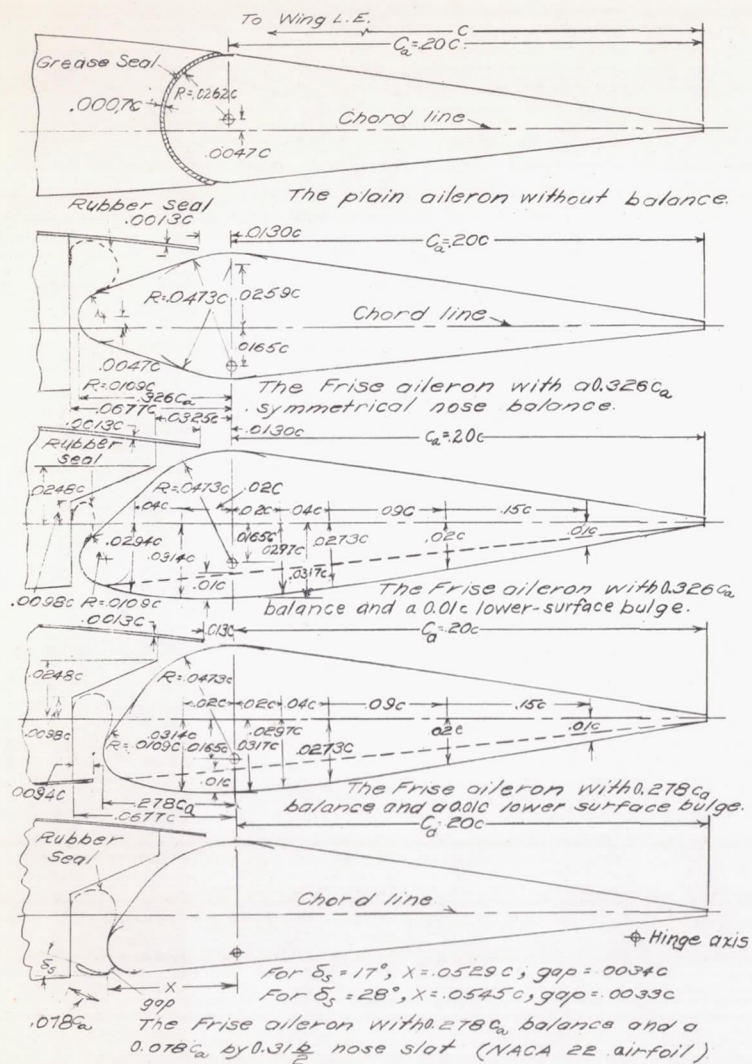 To Wing L.E.
C
Ca=.20C
Grease Seal
R=.0262c
.0007c
Chord line
.0047c
The plain aileron without balance.
Rubber seal
.0013c
.0130c
Ca=.20c
R=.0473c
.0259c
Chord line
.0165c
.0047c
R=.0109c
.326Ca
The Frise aileron with a 0.326Ca
symmetrical nose balance.
.0677c
.0325c
.0013c
.0130c
Ca=.20c
Rubber
seal
R=.0473c
.02C
.0248c
.04c
.02c
.04c
.09c
.15c
.0294c
.0314c
.0165c
.0297c
.0273c
.02c
.01c
.01c
.0317c
.0098c
R=.0109c
The Frise aileron with 0.326Ca
balance and a 0.01c lower-surface bulge.
.0013c
.013c
Ca=.20c
.0248c
R=.0473c
.02c
.02c
.04c
.09c
.15c
.0098c
.0314c
.0297c
.02c
.01c
R=.0109c
.0165c
.0317c
.0273c
.01c
.0094c
.278Ca
The Frise aileron with 0.278Ca
balance and a 0.01c lower surface bulge.
.0677c
Ca=.20c
Rubber
Seal
Chord line
Hinge axis
δs
X
For δs = 17°, X=.0529c; gap=.0034c
For δs = 28°, X=.0545c; gap=.0033c
gap
.078Ca
The Frise aileron with 0.278Ca balance and a
0.078Ca by 0.31 b/2 nose slat (NACA 22 airfoil)